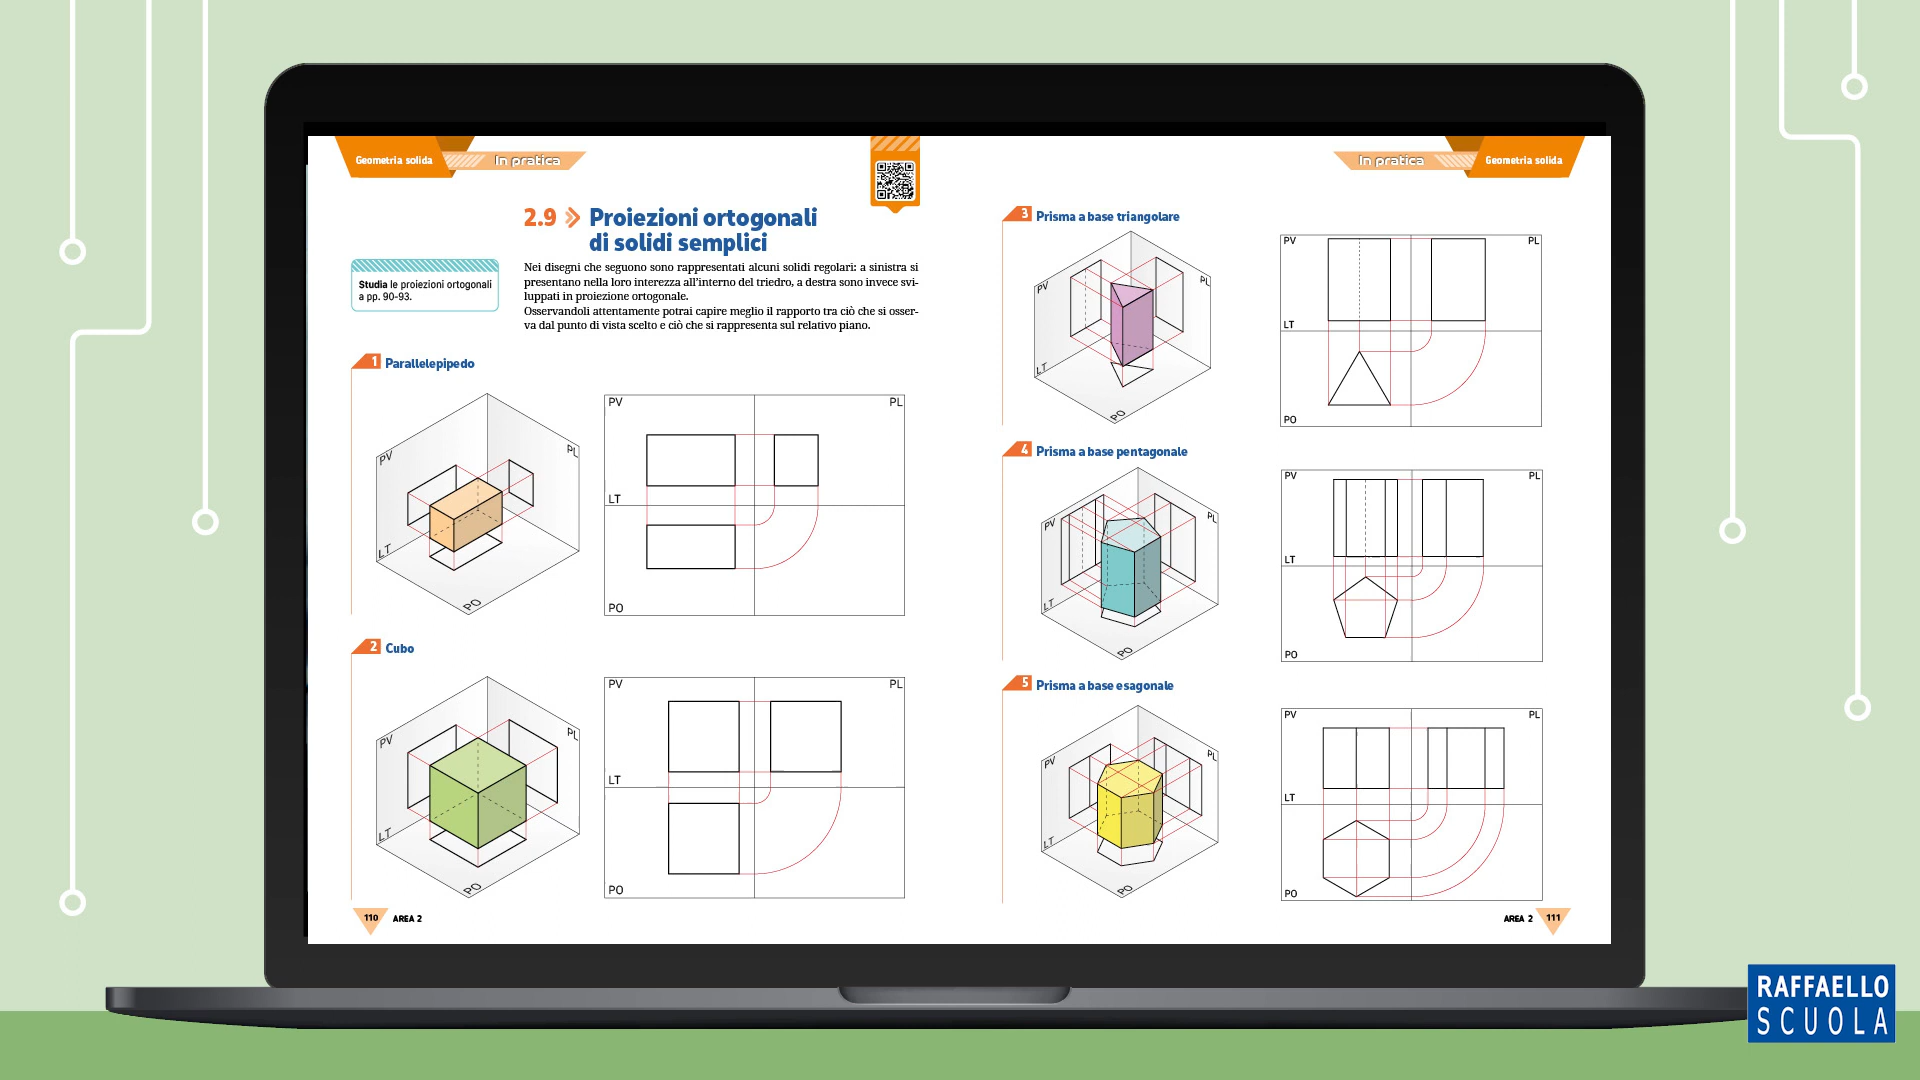 Geometria solida
In pratica
2.9
Proiezioni ortogonali
di solidi semplici
Studia le proiezioni ortogonali
a pp. 90-93.
Nei disegni che seguono sono rappresentati alcuni solidi regolari: a sinistra si
presentano nella loro interezza all'interno del triedro, a destra sono invece svi-
luppati in proiezione ortogonale.
Osservandoli attentamente potrai capire meglio il rapporto tra ciò che si osser-
va dal punto di vista scelto e ciò che si rappresenta sul relativo piano.
1 Parallelepipedo
PV
PL
LT
PO
PV
PL
LT
PO
2 Cubo
PV
PL
LT
PO
PV
PL
LT
PO
110 AREA 2
In pratica
Geometria solida
3 Prisma a base triangolare
PV
PL
LT
PO
PV
PL
LT
PO
4 Prisma a base pentagonale
PV
PL
LT
PO
PV
PL
LT
PO
5 Prisma a base esagonale
PV
PL
LT
PO
PV
PL
LT
PO
AREA 2 111
RAFFAELLO
SCUOLA